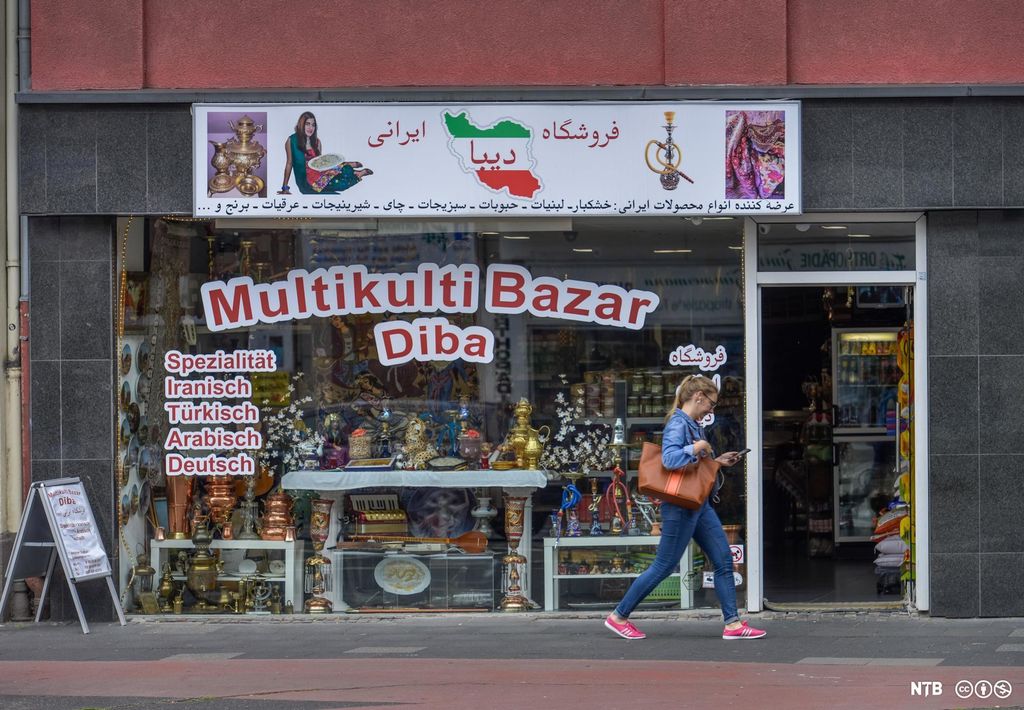 فروشگاه دیبا ایرانی
عرضه کننده انواع محصولات ایرانی: خشکبار- لبنیات - حبوبات - سبزیجات - چای - شیرینیجات - عرقیات - برنج و ...
ORTHOPÄDIE
Multikulti Bazar
Diba
Spezialität
Iranisch
Türkisch
Arabisch
Deutsch
فروشگاه
Multikulti Bazar
Diba
NTB